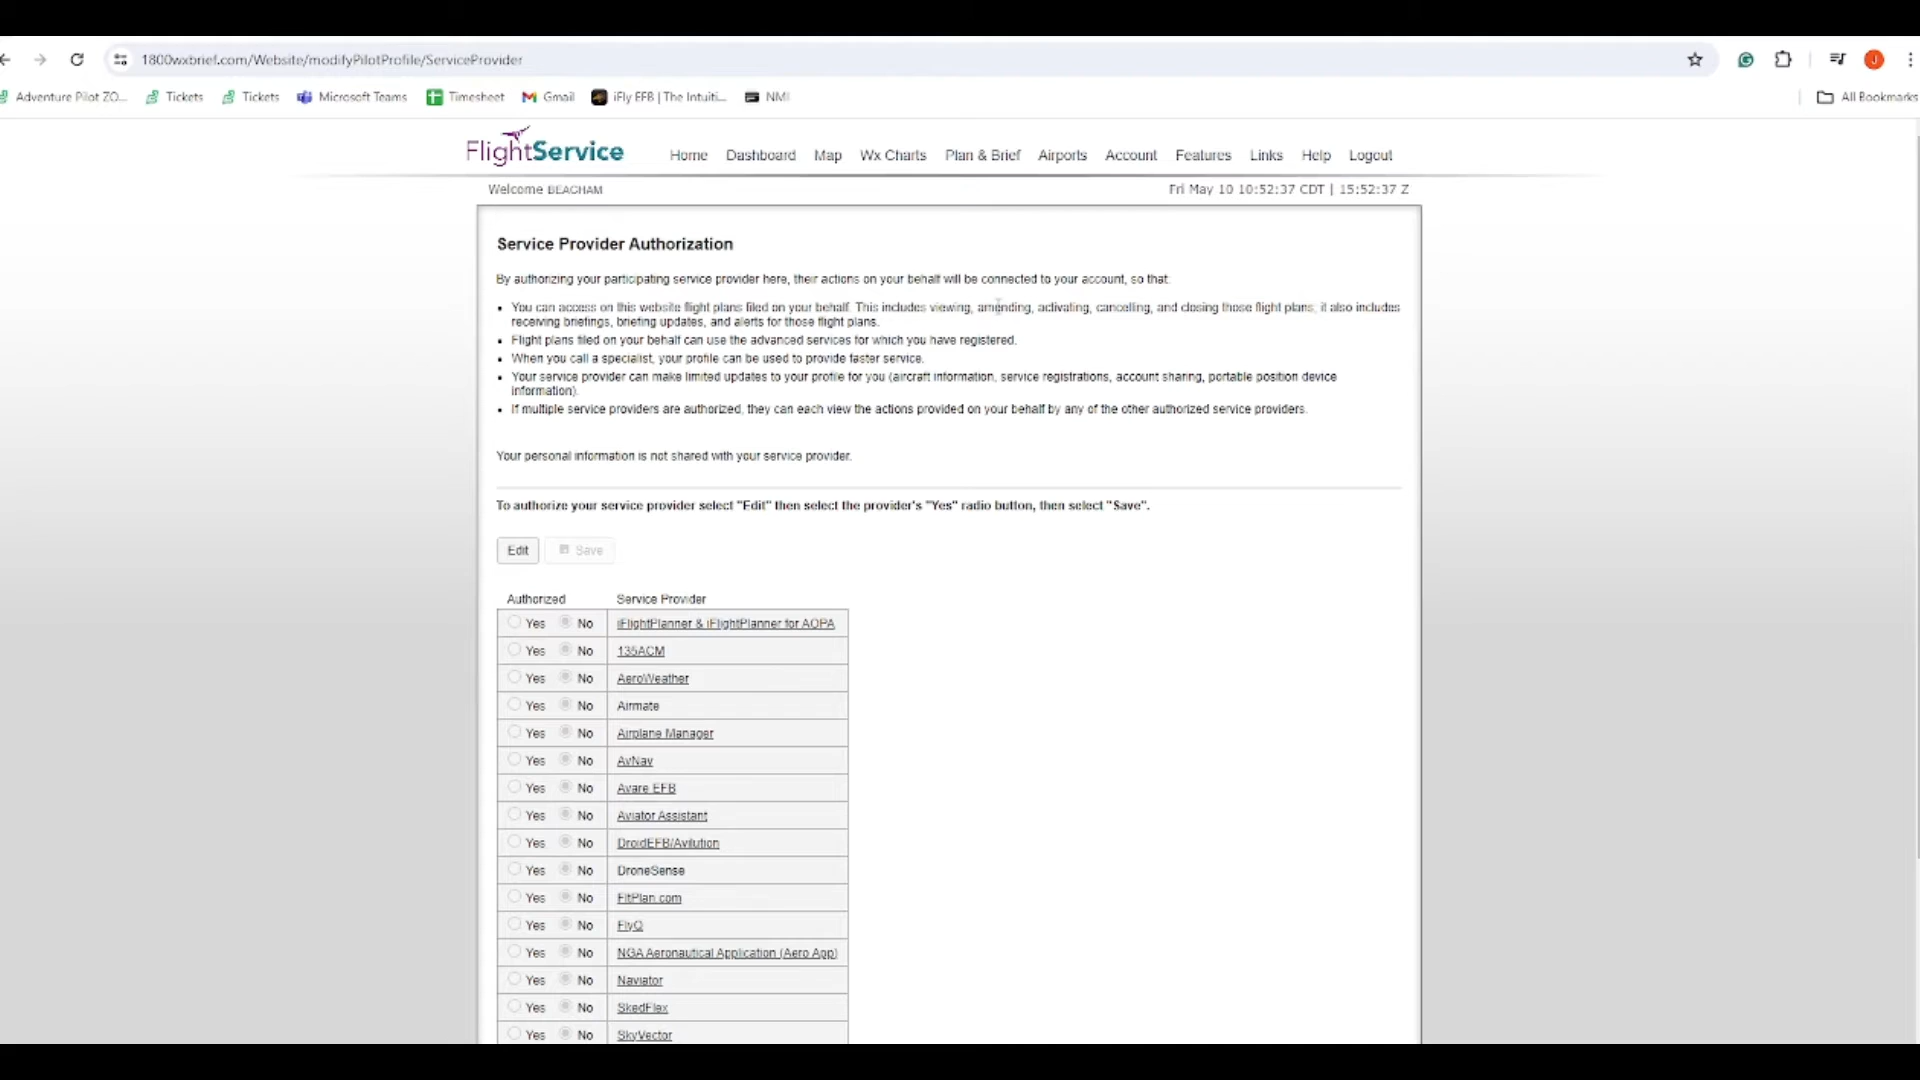 1800wxbrief.com/Website/modifyPilotProfile/ServiceProvider
J
Adventure Pilot ZO... Tickets Tickets Microsoft Teams Timesheet Gmail iFly EFB | The Intuiti... NMI All Bookmarks
FlightService Home Dashboard Map Wx Charts Plan & Brief Airports Account Features Links Help Logout
Welcome BEACHAM Fri May 10 10:52:37 CDT | 15:52:37 Z
Service Provider Authorization
By authorizing your participating service provider here, their actions on your behalf will be connected to your account, so that:
• You can access on this website flight plans filed on your behalf. This includes viewing, amending, activating, cancelling, and closing those flight plans; it also includes
receiving briefings, briefing updates, and alerts for those flight plans.
• Flight plans filed on your behalf can use the advanced services for which you have registered.
• When you call a specialist, your profile can be used to provide faster service.
• Your service provider can make limited updates to your profile for you (aircraft information, service registrations, account sharing, portable position device
information).
• If multiple service providers are authorized, they can each view the actions provided on your behalf by any of the other authorized service providers.
Your personal information is not shared with your service provider.
To authorize your service provider select "Edit" then select the provider's "Yes" radio button, then select "Save".
Edit Save
Authorized Service Provider
Yes No iFlightPlanner & iFlightPlanner for AOPA
Yes No 135ACM
Yes No AeroWeather
Yes No Airmate
Yes No Airplane Manager
Yes No AvNav
Yes No Avare EFB
Yes No Aviator Assistant
Yes No DroidEFB/Avilution
Yes No DroneSense
Yes No FltPlan.com
Yes No FlyQ
Yes No NGA Aeronautical Application (Aero App)
Yes No Naviator
Yes No SkedFlex
Yes No SkyVector